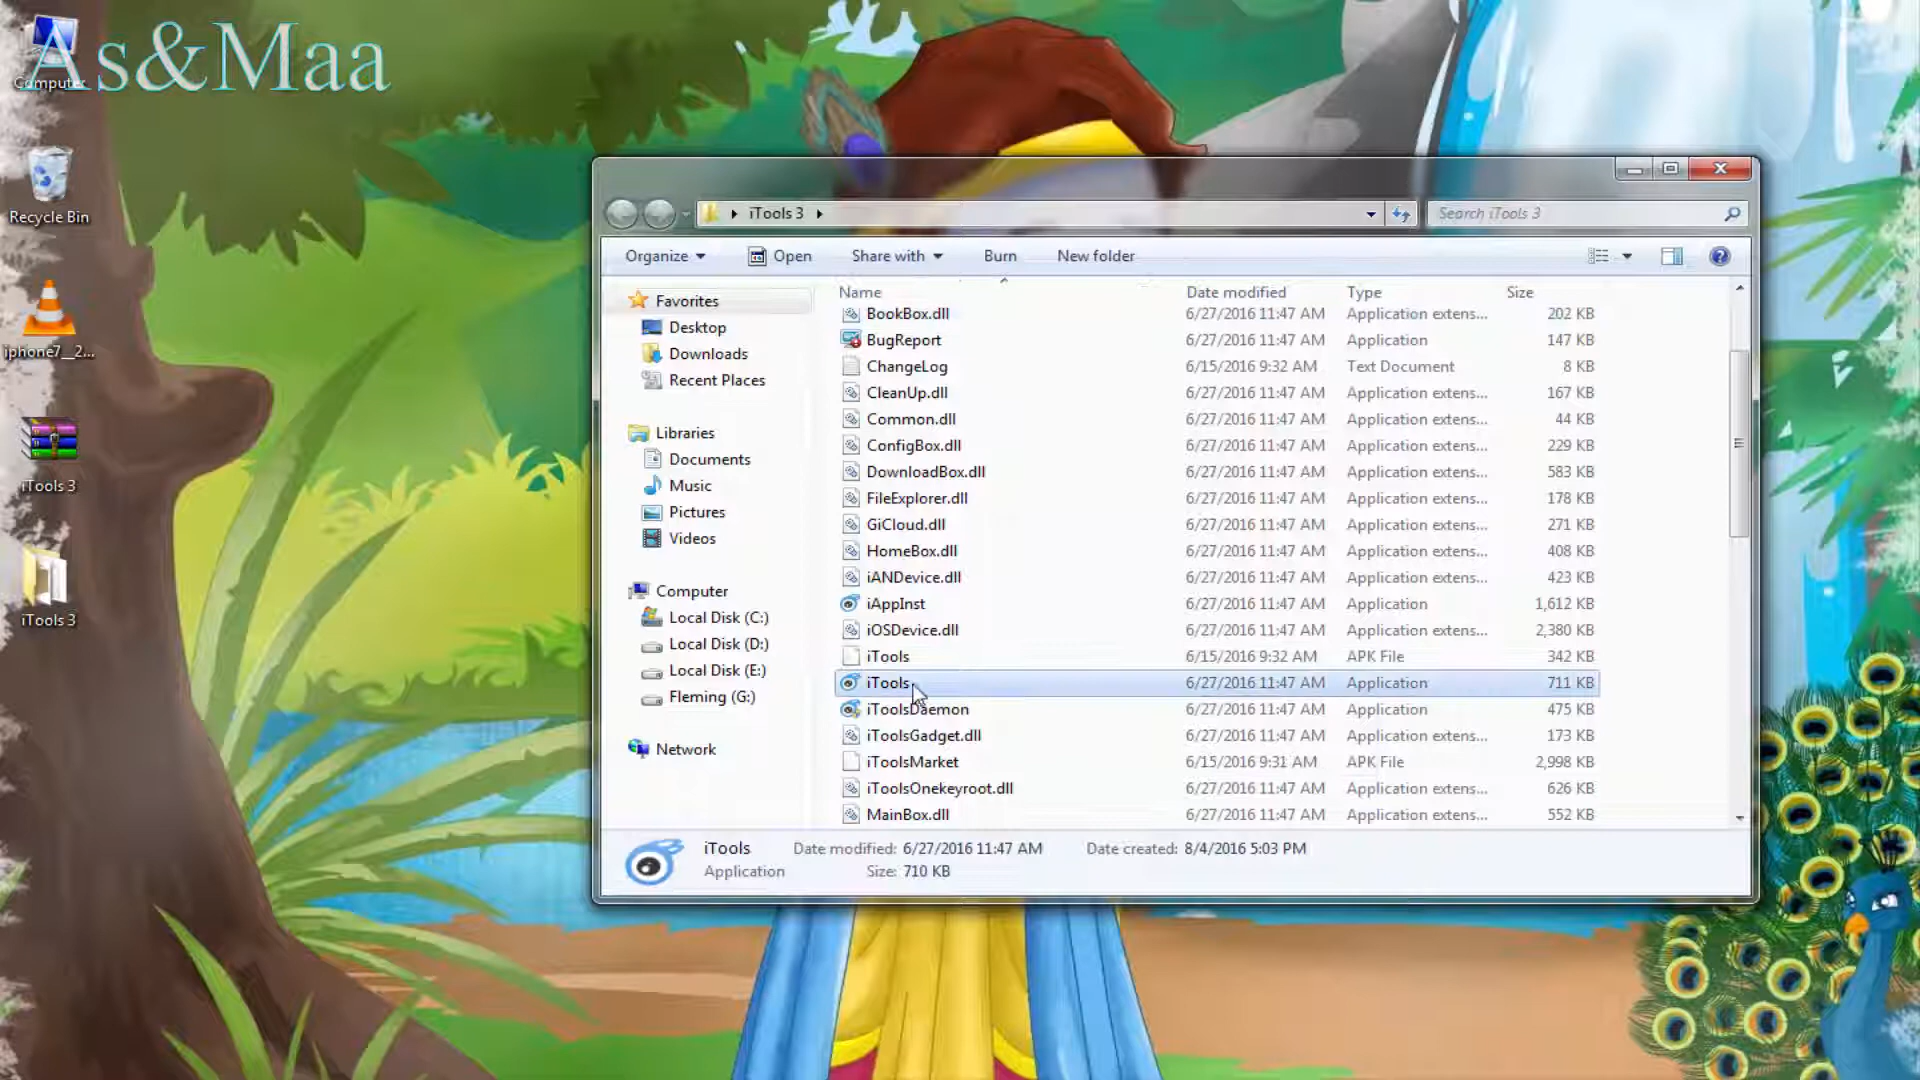 As&Maa
Computer
Recycle Bin
iphone7__2...
iTools 3
iTools 3
iTools 3
Search iTools 3
Organize
Open
Share with
Burn
New folder
Favorites
Desktop
Downloads
Recent Places
Libraries
Documents
Music
Pictures
Videos
Computer
Local Disk (C:)
Local Disk (D:)
Local Disk (E:)
Fleming (G:)
Network
Name Date modified Type Size
BookBox.dll 6/27/2016 11:47 AM Application extens... 202 KB
BugReport 6/27/2016 11:47 AM Application 147 KB
ChangeLog 6/15/2016 9:32 AM Text Document 8 KB
CleanUp.dll 6/27/2016 11:47 AM Application extens... 167 KB
Common.dll 6/27/2016 11:47 AM Application extens... 44 KB
ConfigBox.dll 6/27/2016 11:47 AM Application extens... 229 KB
DownloadBox.dll 6/27/2016 11:47 AM Application extens... 583 KB
FileExplorer.dll 6/27/2016 11:47 AM Application extens... 178 KB
GiCloud.dll 6/27/2016 11:47 AM Application extens... 271 KB
HomeBox.dll 6/27/2016 11:47 AM Application extens... 408 KB
iANDevice.dll 6/27/2016 11:47 AM Application extens... 423 KB
iAppInst 6/27/2016 11:47 AM Application 1,612 KB
iOSDevice.dll 6/27/2016 11:47 AM Application extens... 2,380 KB
iTools 6/15/2016 9:32 AM APK File 342 KB
iTools 6/27/2016 11:47 AM Application 711 KB
iToolsDaemon 6/27/2016 11:47 AM Application 475 KB
iToolsGadget.dll 6/27/2016 11:47 AM Application extens... 173 KB
iToolsMarket 6/15/2016 9:31 AM APK File 2,998 KB
iToolsOnekeyroot.dll 6/27/2016 11:47 AM Application extens... 626 KB
MainBox.dll 6/27/2016 11:47 AM Application extens... 552 KB
iTools Date modified: 6/27/2016 11:47 AM Date created: 8/4/2016 5:03 PM
Application Size: 710 KB